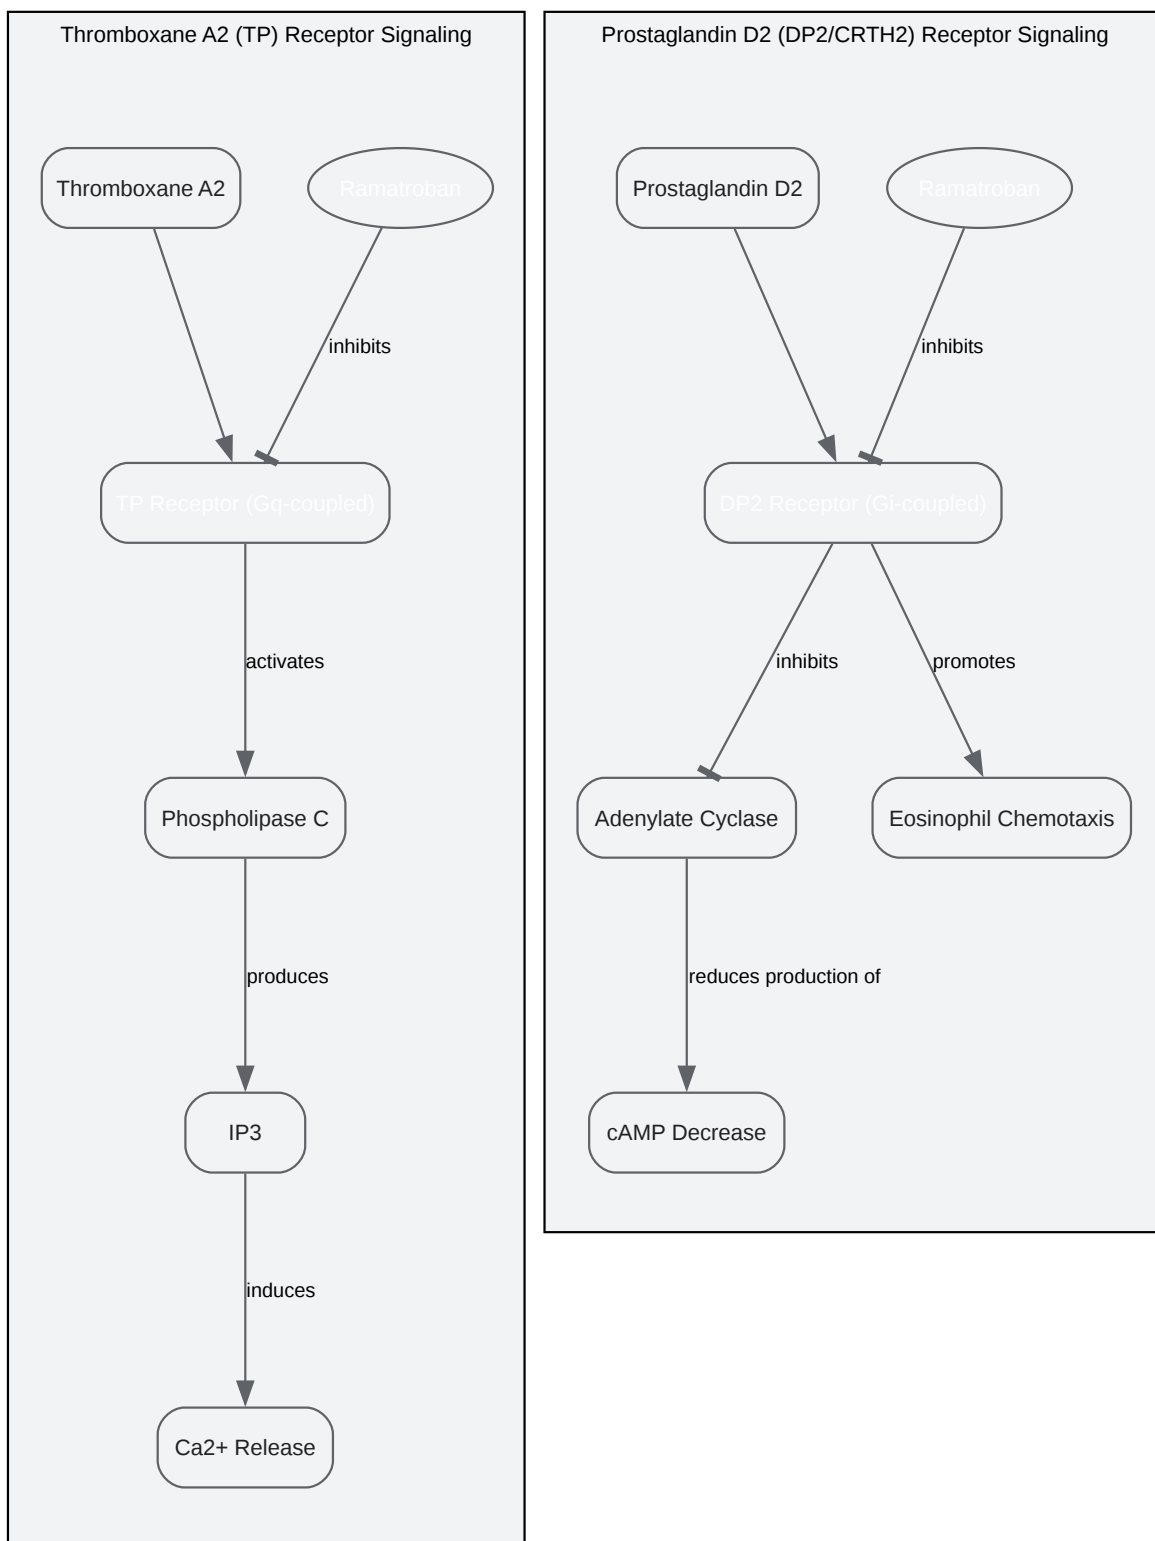 Thromboxane A2 (TP) Receptor Signaling
Thromboxane A2
Ramatroban
inhibits
TP Receptor (Gq-coupled)
activates
Phospholipase C
produces
IP3
induces
Ca2+ Release
Prostaglandin D2 (DP2/CRTH2) Receptor Signaling
Prostaglandin D2
Ramatroban
inhibits
DP2 Receptor (Gi-coupled)
inhibits
promotes
Adenylate Cyclase
Eosinophil Chemotaxis
reduces production of
cAMP Decrease